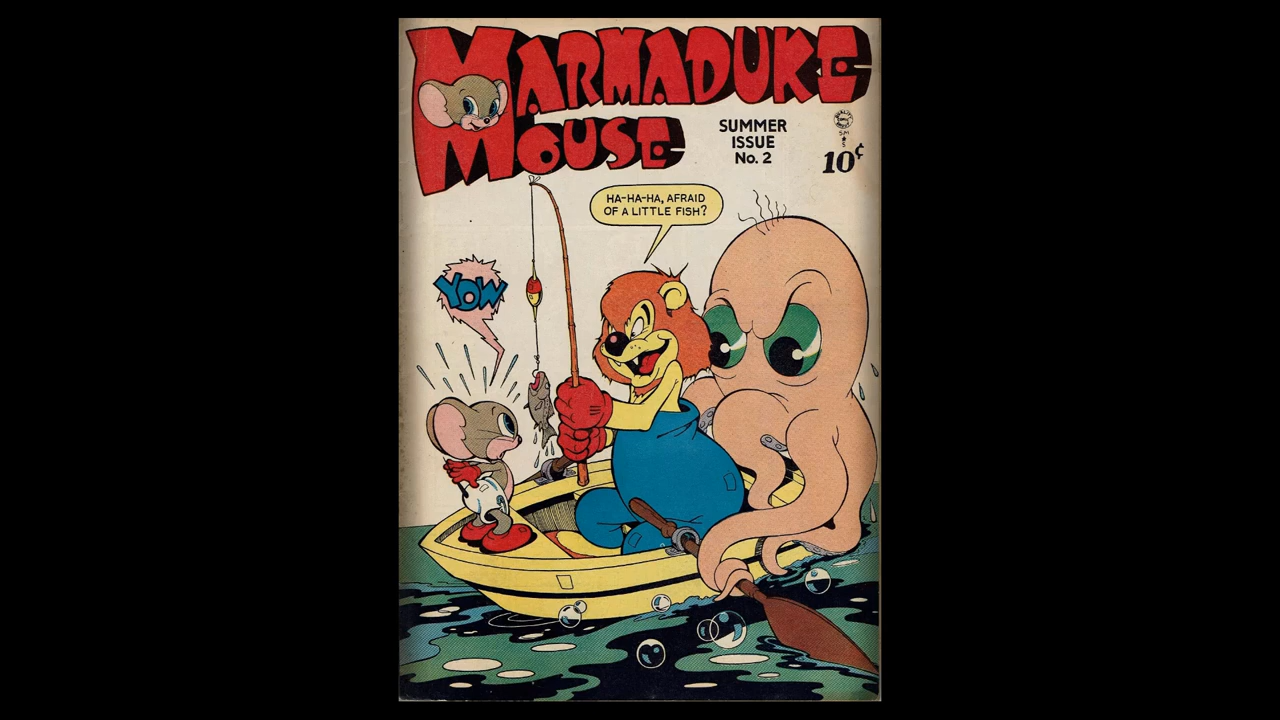 MARMADUKE
MOUSE
SUMMER
ISSUE
No. 2
10¢
HA-HA-HA, AFRAID
OF A LITTLE FISH?
YOW